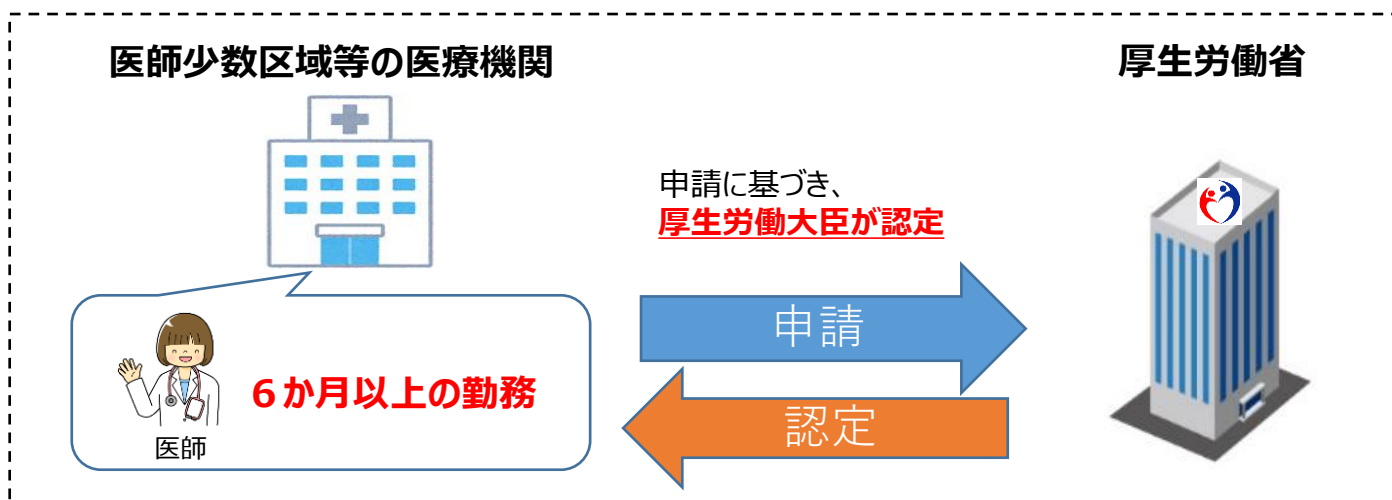 医師少数区域等の医療機関
厚生労働省
申請に基づき、
厚生労働大臣が認定
申請
6か月以上の勤務
認定
医師